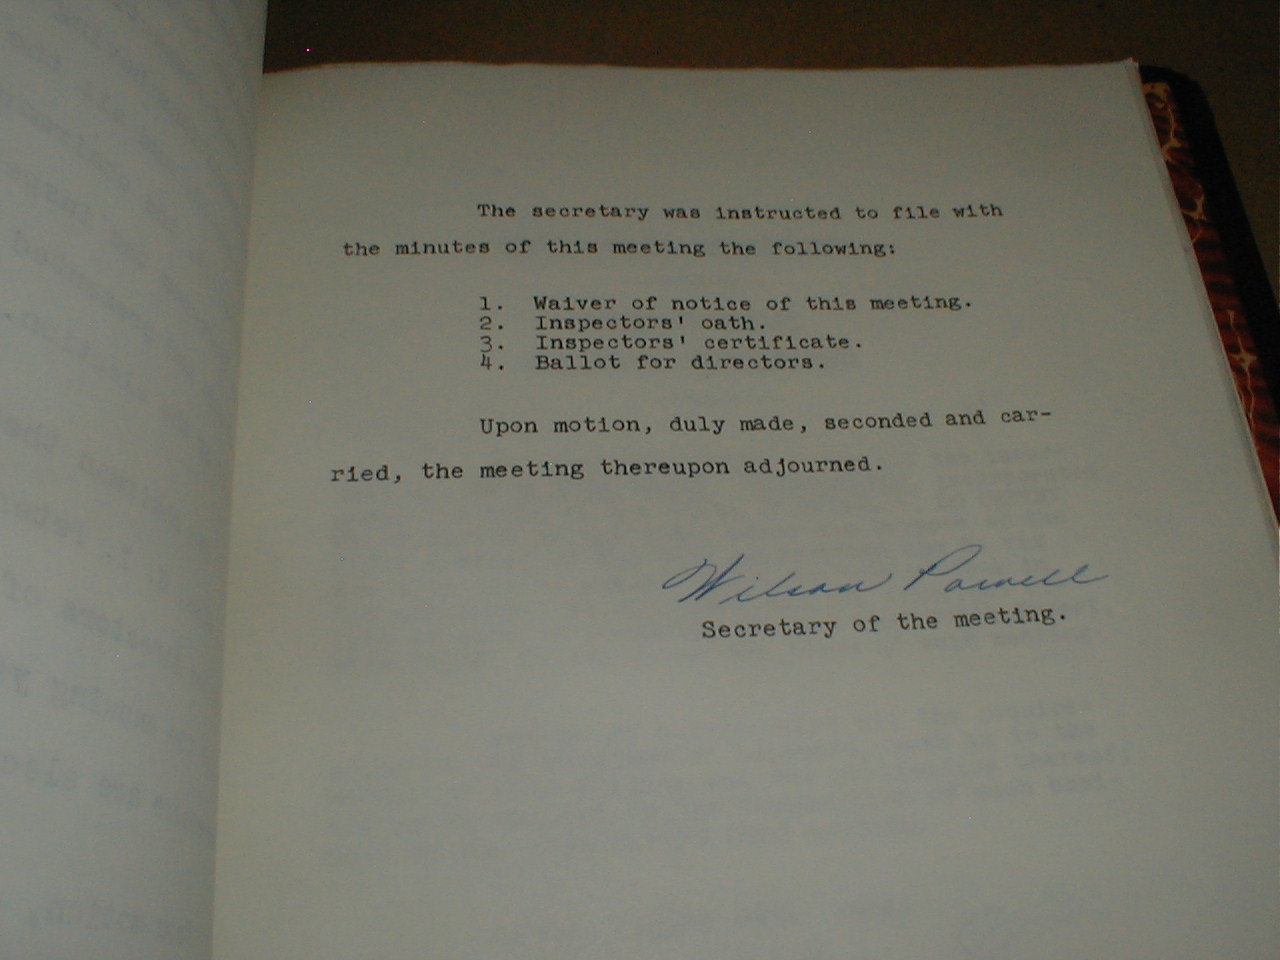 The secretary was instructed to file with
the minutes of this meeting the following:
1. Waiver of notice of this meeting.
2. Inspectors' oath.
3. Inspectors' certificate.
4. Ballot for directors.
Upon motion, duly made, seconded and car-
ried, the meeting thereupon adjourned.
Wilson Powell
Secretary of the meeting.